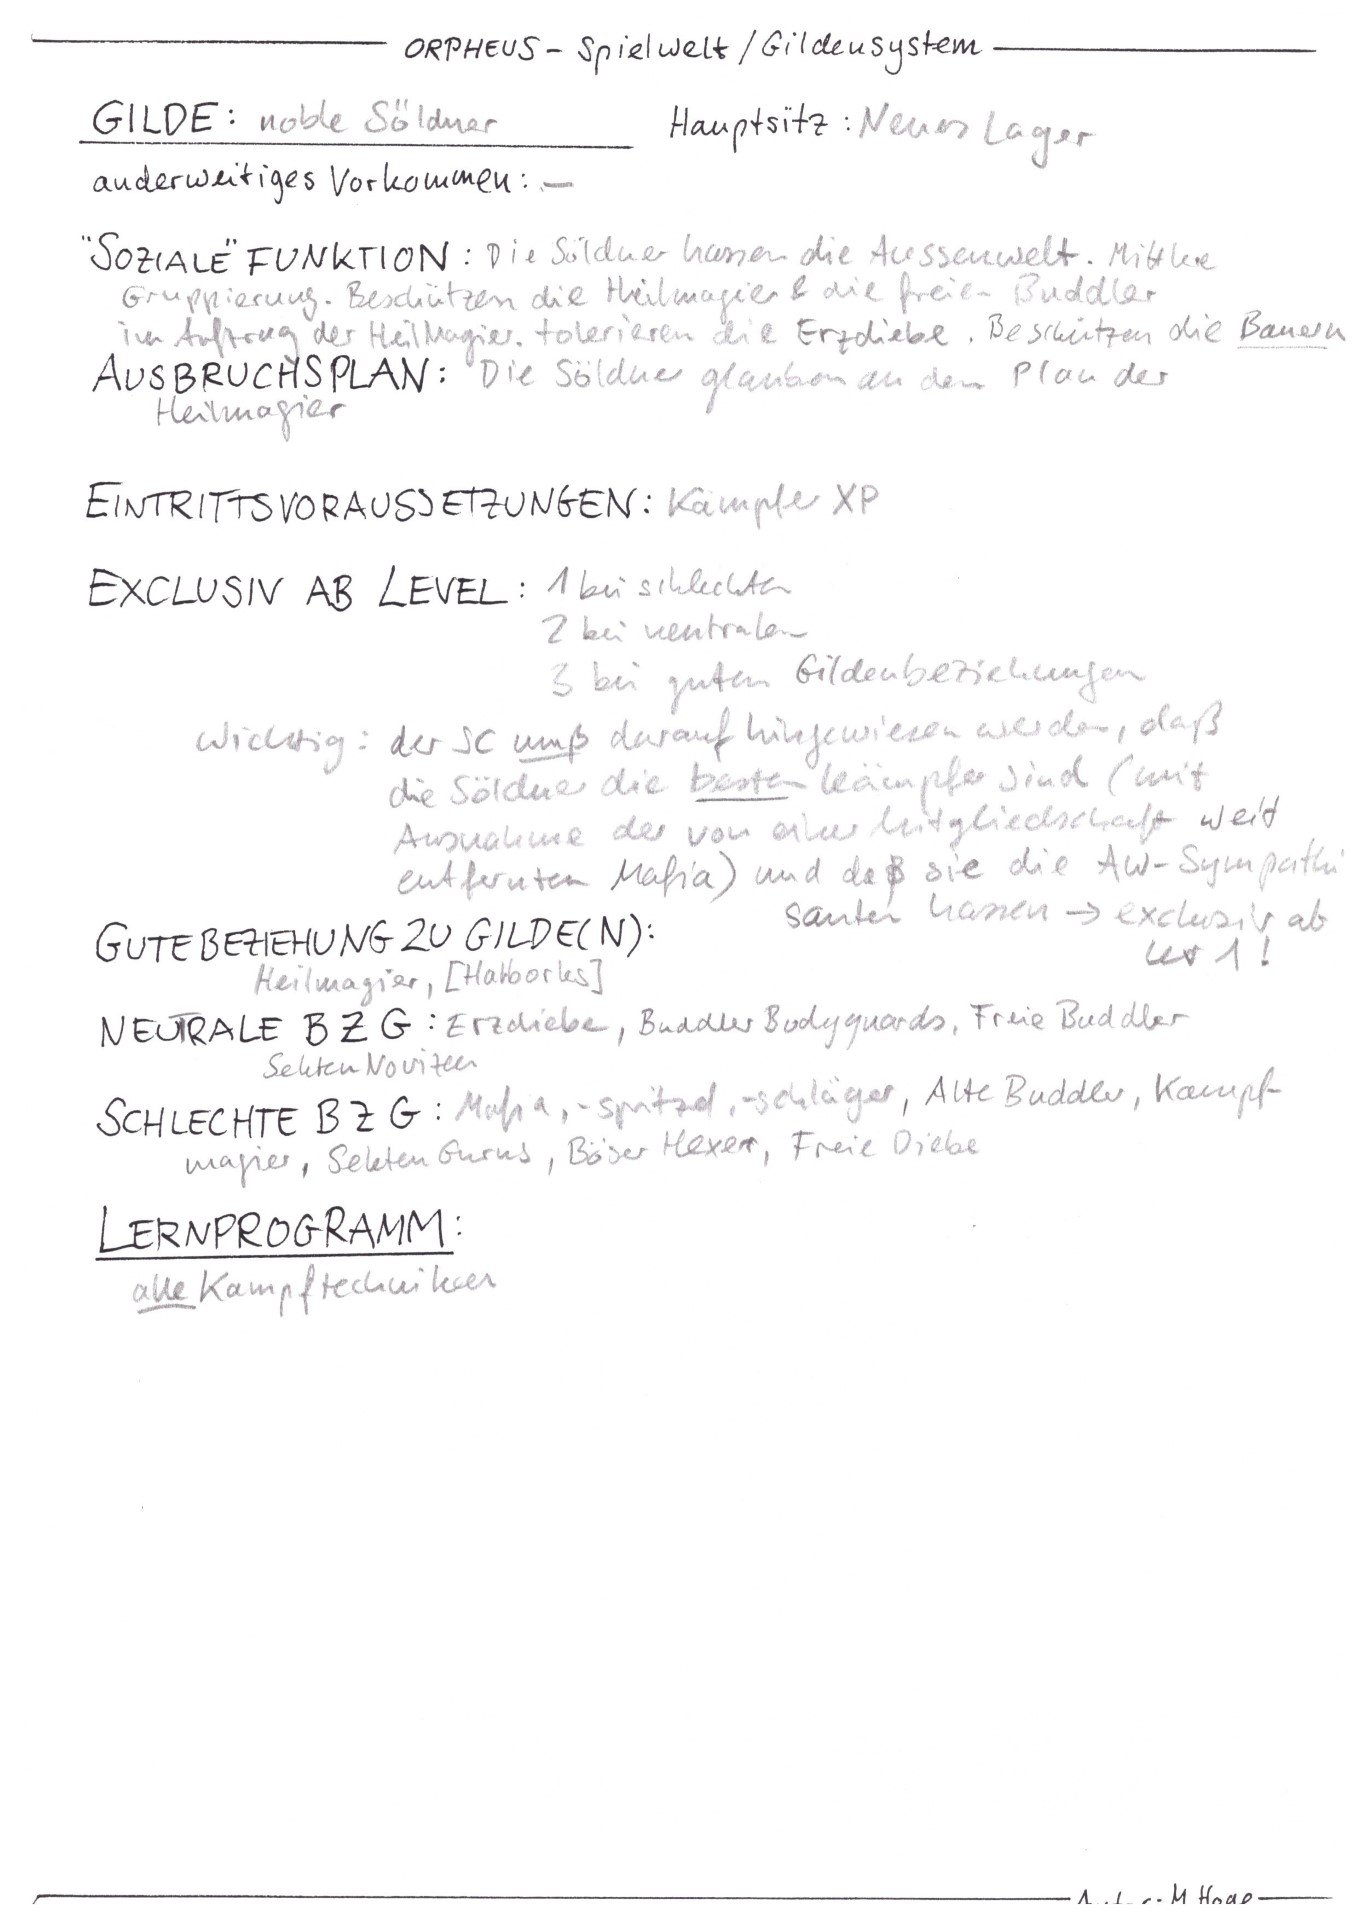 ORPHEUS - Spielwelt / Gildensystem
GILDE: noble Söldner Hauptsitz: Neues Lager
anderweitiges Vorkommen: –
"SOZIALE" FUNKTION: Die Söldner hassen die Aussenwelt. Mittlere
Gruppierung. Beschützen die Heilmagier & die freien Buddler
im Auftrag der Heilmagier. tolerieren die Erzdiebe. Beschützen die Bauern
AUSBRUCHSPLAN: Die Söldner glauben an den Plan der
Heilmagier
EINTRITTSVORAUSSETZUNGEN: Kämpfer XP
EXCLUSIV AB LEVEL: 1 bei schlechten
2 bei neutralen
3 bei guten Gildenbeziehungen
Wichtig: der SC muß darauf hingewiesen werden, daß
die Söldner die besten Kämpfer sind (mit
Ausnahme der von einer Mitgliedschaft weit
entfernten Mafia) und daß sie die AW-Sympathi
santen hassen → exclusiv ab
GUTE BEZIEHUNG ZU GILDE(N): Lev 1!
Heilmagier,
NEUTRALE BZG: Erzdiebe, Buddler Bodyguards, Freie Buddler
Sekten Novizen
SCHLECHTE BZG: Mafia, -spitzel, -schläger, Alte Buddler, Kampf-
magier, Sekten Gurus, Böser Hexer, Freie Diebe
LERNPROGRAMM:
alle Kampftechniken